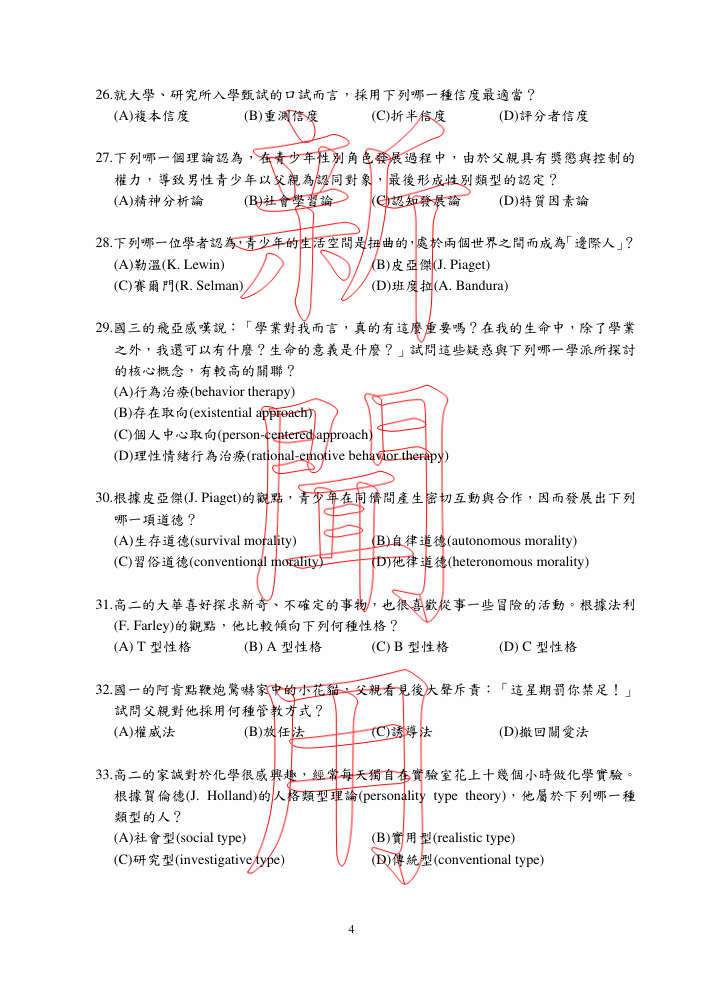 26.就大學、研究所入學甄試的口試而言，採用下列哪一種信度最適當？
(A)複本信度 (B)重測信度 (C)折半信度 (D)評分者信度
27.下列哪一個理論認為，在青少年性別角色發展過程中，由於父親具有獎懲與控制的
權力，導致男性青少年以父親為認同對象，最後形成性別類型的認定？
(A)精神分析論 (B)社會學習論 (C)認知發展論 (D)特質因素論
28.下列哪一位學者認為，青少年的生活空間是扭曲的，處於兩個世界之間而成為「邊際人」？
(A)勒溫(K. Lewin) (B)皮亞傑(J. Piaget)
(C)賽爾門(R. Selman) (D)班度拉(A. Bandura)
29.國三的飛亞感嘆說：「學業對我而言，真的有這麼重要嗎？在我的生命中，除了學業
之外，我還可以有什麼？生命的意義是什麼？」試問這些疑惑與下列哪一學派所探討
的核心概念，有較高的關聯？
(A)行為治療(behavior therapy)
(B)存在取向(existential approach)
(C)個人中心取向(person-centered approach)
(D)理性情緒行為治療(rational-emotive behavior therapy)
30.根據皮亞傑(J. Piaget)的觀點，青少年在同儕間產生密切互動與合作，因而發展出下列
哪一項道德？
(A)生存道德(survival morality) (B)自律道德(autonomous morality)
(C)習俗道德(conventional morality) (D)他律道德(heteronomous morality)
31.高二的大華喜好探求新奇、不確定的事物，也很喜歡從事一些冒險的活動。根據法利
(F. Farley)的觀點，他比較傾向下列何種性格？
(A) T 型性格 (B) A 型性格 (C) B 型性格 (D) C 型性格
32.國一的阿肯點鞭炮驚嚇家中的小花貓，父親看見後大聲斥責：「這星期罰你禁足！」
試問父親對他採用何種管教方式？
(A)權威法 (B)放任法 (C)誘導法 (D)撤回關愛法
33.高二的家誠對於化學很感興趣，經常每天獨自在實驗室花上十幾個小時做化學實驗。
根據賀倫德(J. Holland)的人格類型理論(personality type theory)，他屬於下列哪一種
類型的人？
(A)社會型(social type) (B)實用型(realistic type)
(C)研究型(investigative type) (D)傳統型(conventional type)
4
新
聞
用